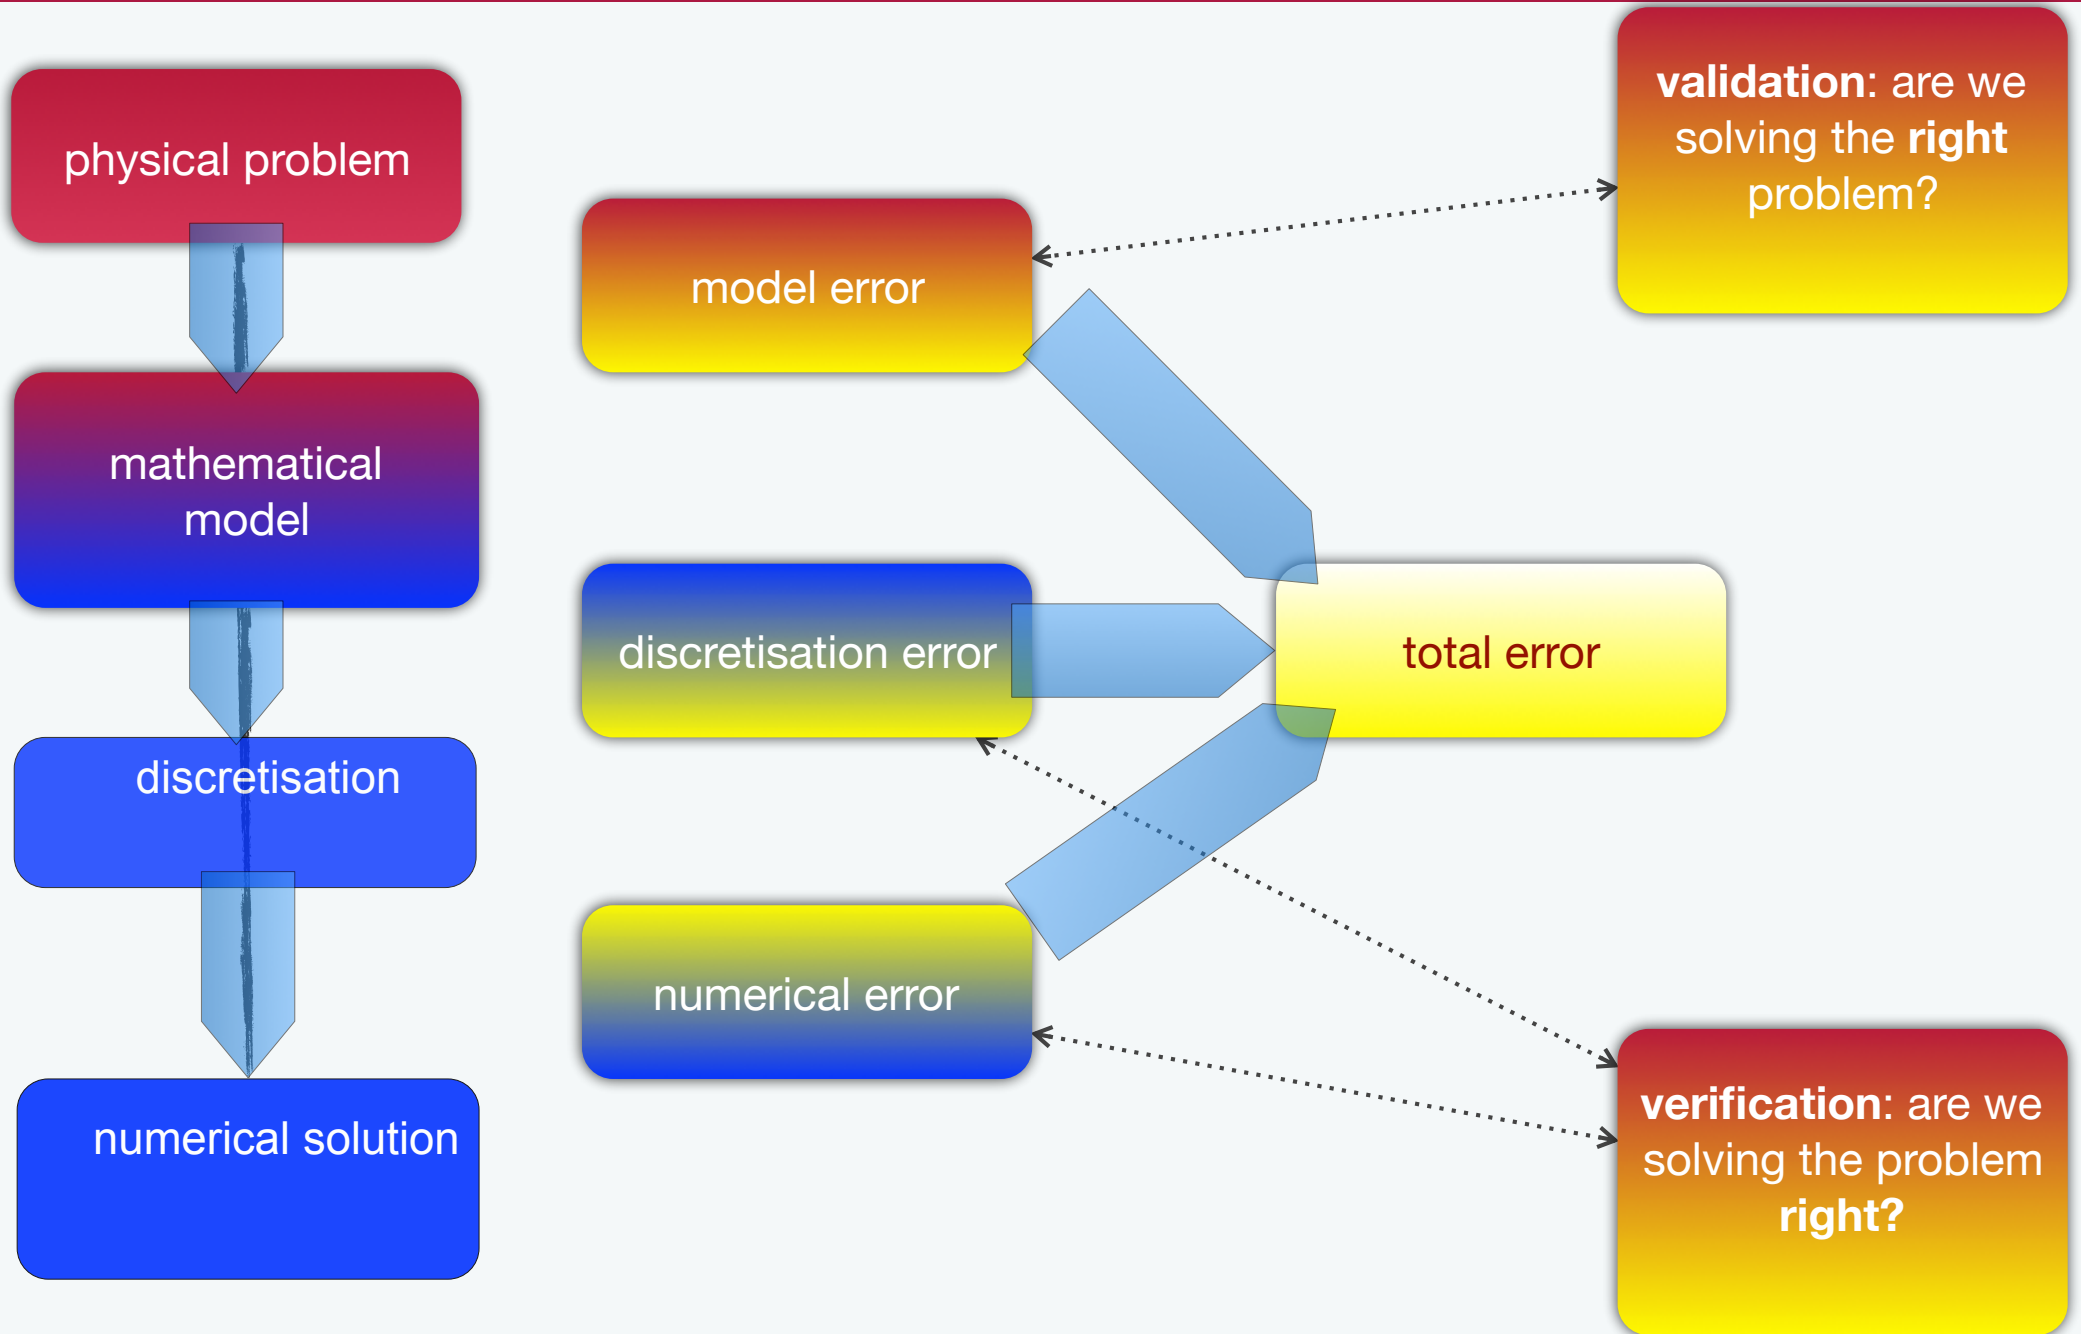 physical problem
mathematical
model
discretisation
numerical solution
model error
discretisation error
numerical error
total error
validation: are we
solving the right
problem?
verification: are we
solving the problem
right?